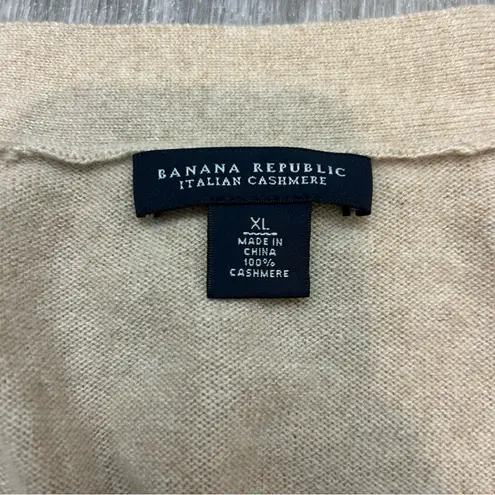 BANANA REPUBLIC
ITALIAN CASHMERE
XL
MADE IN
CHINA
100%
CASHMERE